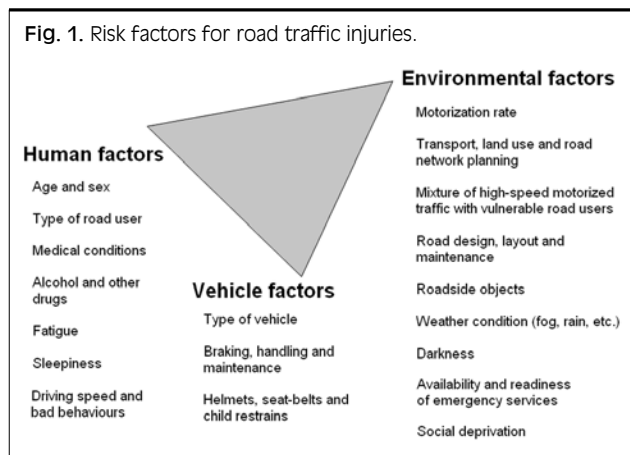 Fig. 1. Risk factors for road traffic injuries.
Human factors
Age and sex
Type of road user
Medical conditions
Alcohol and other
drugs
Fatigue
Sleepiness
Driving speed and
bad behaviours
Vehicle factors
Type of vehicle
Braking, handling and
maintenance
Helmets, seat-belts and
child restrains
Environmental factors
Motorization rate
Transport, land use and road
network planning
Mixture of high-speed motorized
traffic with vulnerable road users
Road design, layout and
maintenance
Roadside objects
Weather condition (fog, rain, etc.)
Darkness
Availability and readiness
of emergency services
Social deprivation